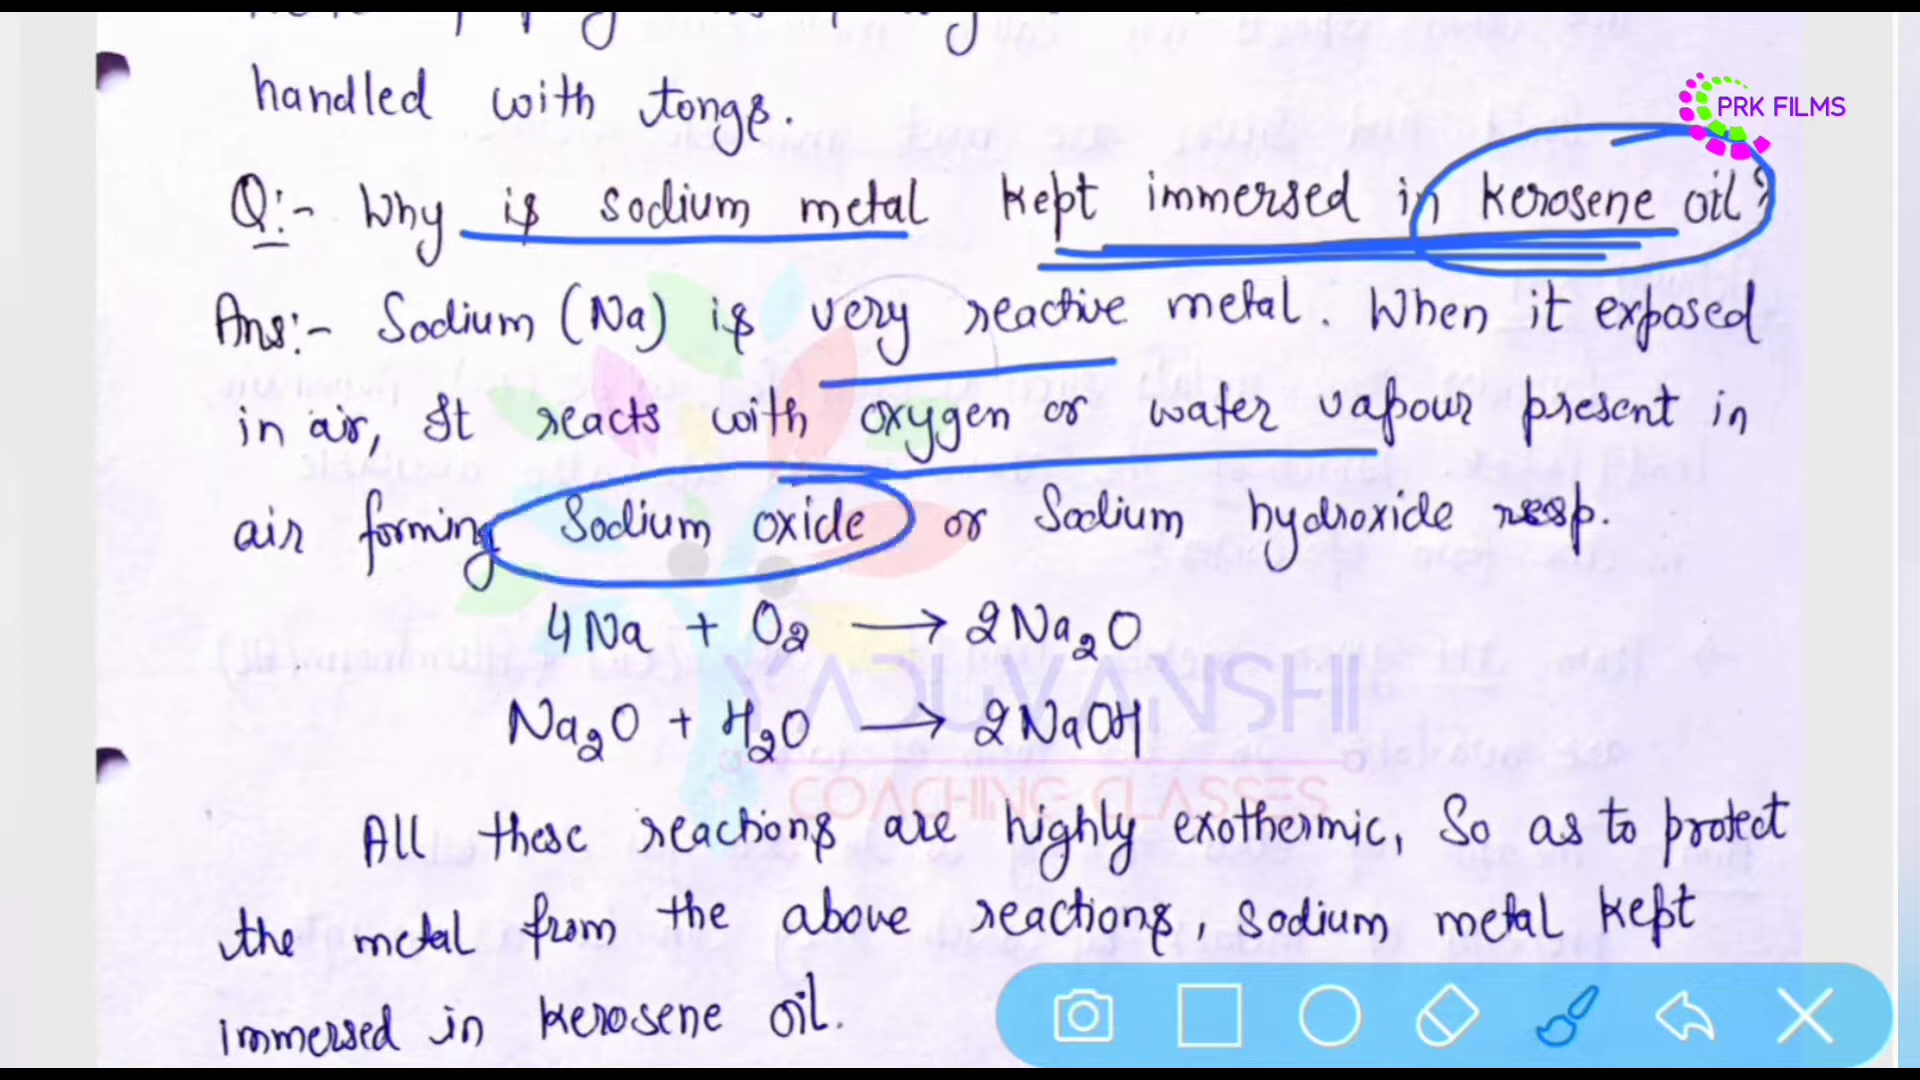 handled with tongs.
PRK FILMS
Q:- Why is sodium metal kept immersed in kerosene oil?
Ans:- Sodium (Na) is very reactive metal. When it exposed
in air, It reacts with oxygen or water vapour present in
air forming Sodium oxide or Sodium hydroxide resp.
4Na + O₂ → 2Na₂O
Na₂O + H₂O → 2NaOH
YADUVANSHI
COACHING CLASSES
All these reactions are highly exothermic, So as to protect
the metal from the above reactions, sodium metal kept
immersed in kerosene oil.